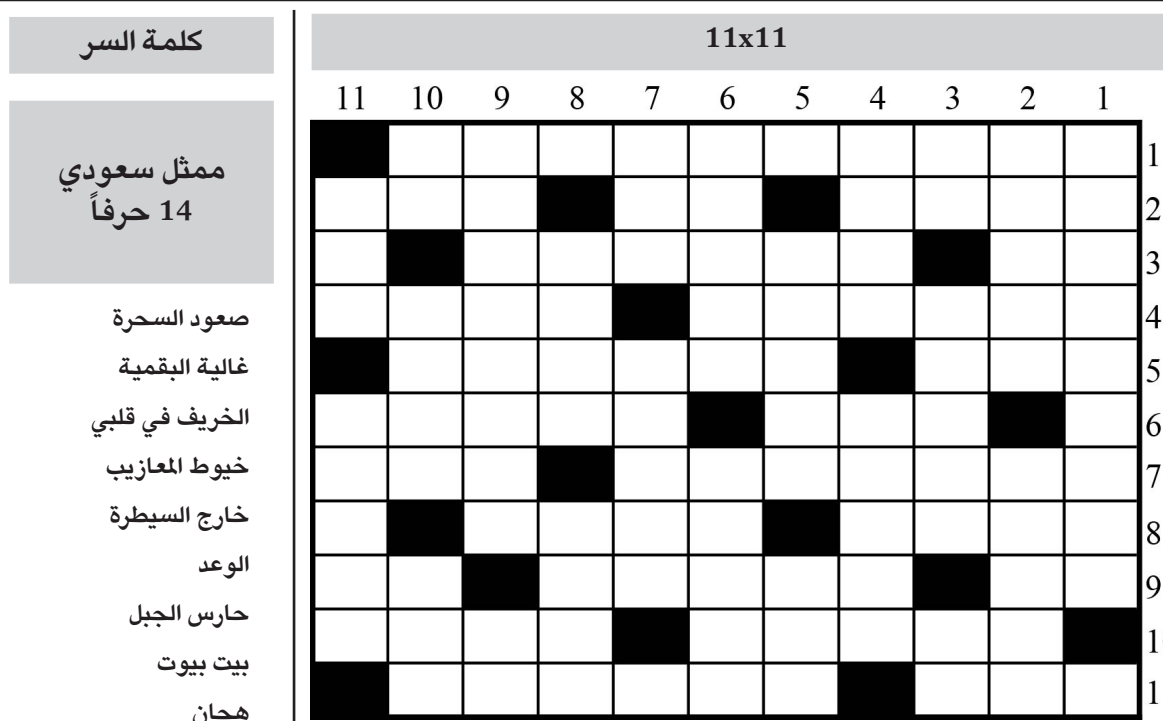 كلمة السر
ممثل سعودي
14 حرفاً
صعود السحرة
غالية البقمية
الخريف في قلبي
خيوط المعازيب
خارج السيطرة
الوعد
حارس الجبل
بيت بيوت
هجان
11x11
11 10 9 8 7 6 5 4 3 2 1
1
2
3
4
5
6
7
8
9
1
1